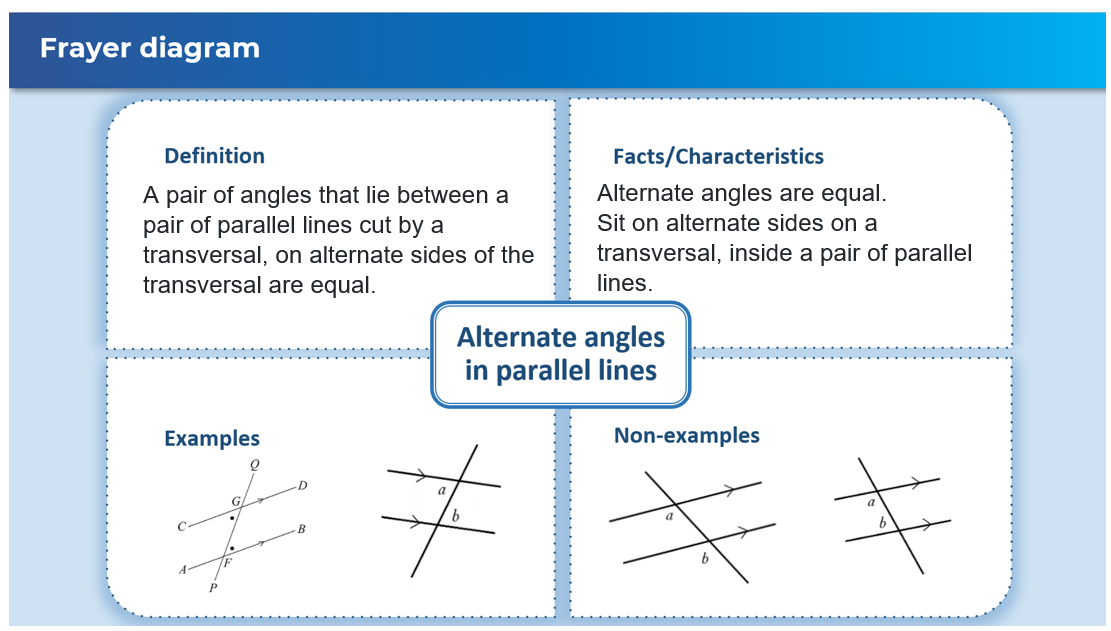 Frayer diagram
Definition
A pair of angles that lie between a
pair of parallel lines cut by a
transversal, on alternate sides of the
transversal are equal.
Facts/Characteristics
Alternate angles are equal.
Sit on alternate sides on a
transversal, inside a pair of parallel
lines.
Alternate angles
in parallel lines
Examples
Q
D
G
C
B
F
A
P
a
b
Non-examples
a
b
a
b